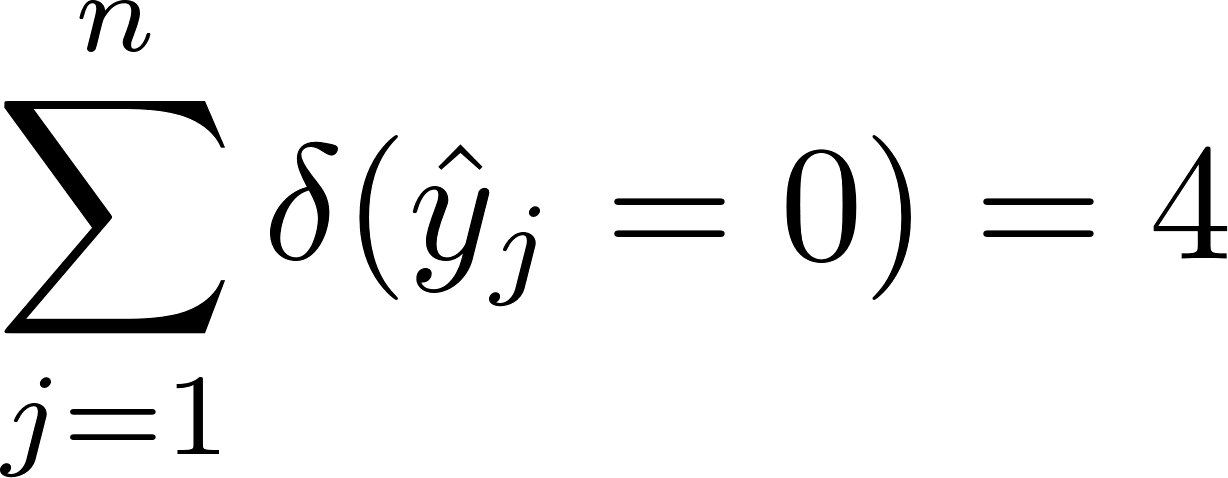 \sum_{j=1}^{n} \delta(\hat{y}_j = 0) = 4